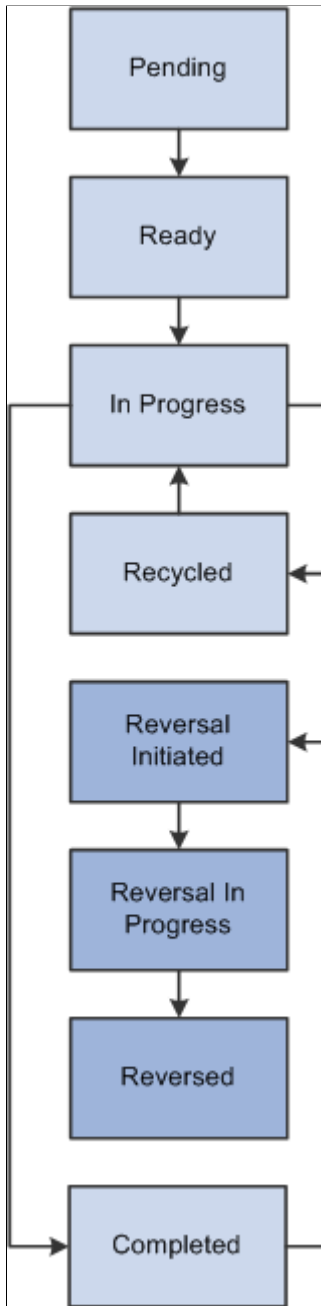 Pending
Ready
In Progress
Recycled
Reversal
Initiated
Reversal In
Progress
Reversed
Completed